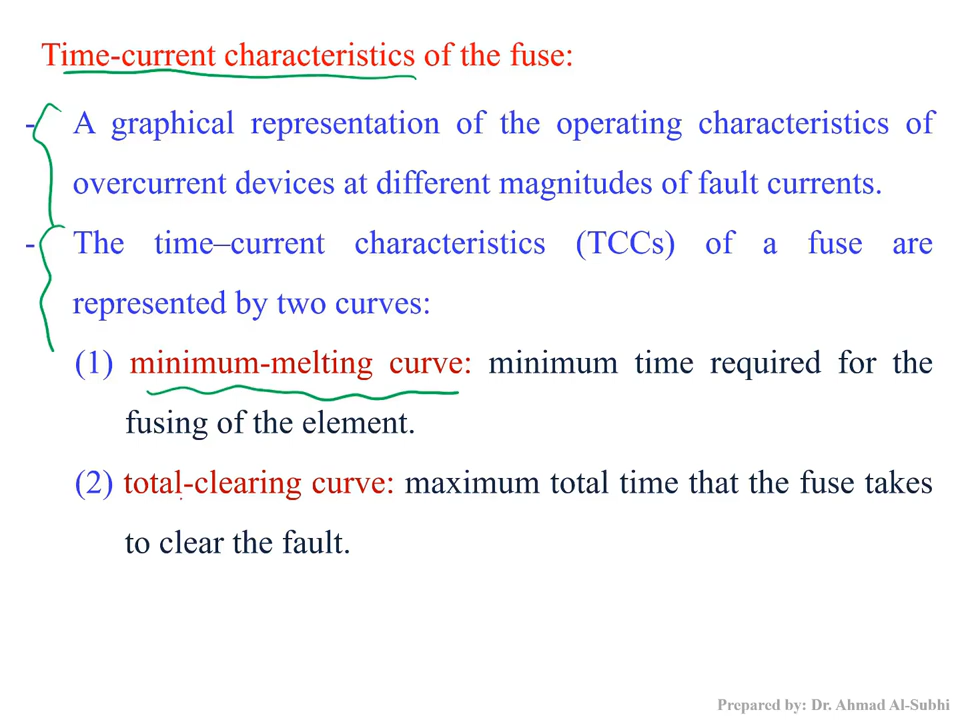 Time-current characteristics of the fuse:
- A graphical representation of the operating characteristics of
overcurrent devices at different magnitudes of fault currents.
- The time–current characteristics (TCCs) of a fuse are
represented by two curves:
(1) minimum-melting curve: minimum time required for the
fusing of the element.
(2) total-clearing curve: maximum total time that the fuse takes
to clear the fault.
Prepared by: Dr. Ahmad Al-Subhi